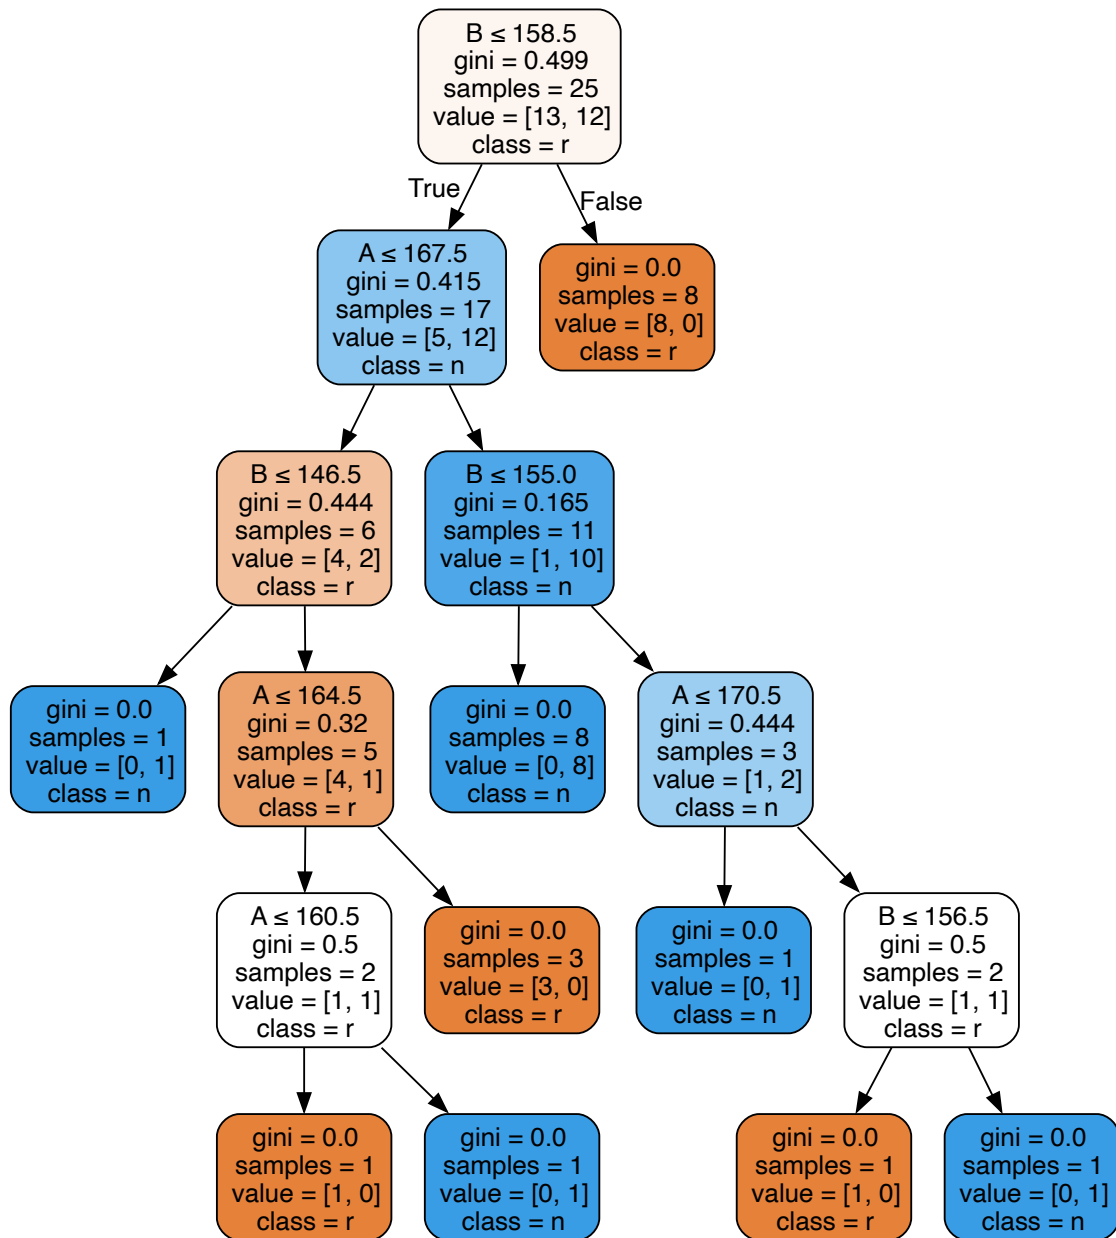 B ≤ 158.5
gini = 0.499
samples = 25
value = [13, 12]
class = r
True
False
A ≤ 167.5
gini = 0.415
samples = 17
value = [5, 12]
class = n
gini = 0.0
samples = 8
value = [8, 0]
class = r
B ≤ 146.5
gini = 0.444
samples = 6
value = [4, 2]
class = r
B ≤ 155.0
gini = 0.165
samples = 11
value = [1, 10]
class = n
gini = 0.0
samples = 1
value = [0, 1]
class = n
A ≤ 164.5
gini = 0.32
samples = 5
value = [4, 1]
class = r
gini = 0.0
samples = 8
value = [0, 8]
class = n
A ≤ 170.5
gini = 0.444
samples = 3
value = [1, 2]
class = n
A ≤ 160.5
gini = 0.5
samples = 2
value = [1, 1]
class = r
gini = 0.0
samples = 3
value = [3, 0]
class = r
gini = 0.0
samples = 1
value = [0, 1]
class = n
B ≤ 156.5
gini = 0.5
samples = 2
value = [1, 1]
class = r
gini = 0.0
samples = 1
value = [1, 0]
class = r
gini = 0.0
samples = 1
value = [0, 1]
class = n
gini = 0.0
samples = 1
value = [1, 0]
class = r
gini = 0.0
samples = 1
value = [0, 1]
class = n